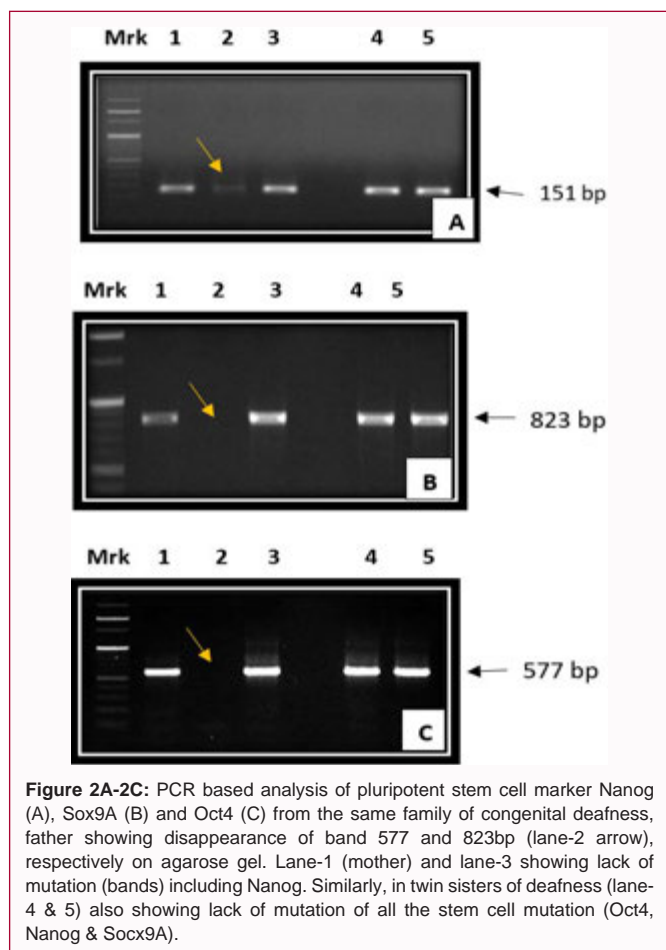 Mrk 1 2 3 4 5
151 bp
A
Mrk 1 2 3 4 5
823 bp
B
Mrk 1 2 3 4 5
577 bp
C
Figure 2A-2C: PCR based analysis of pluripotent stem cell marker Nanog
(A), Sox9A (B) and Oct4 (C) from the same family of congenital deafness,
father showing disappearance of band 577 and 823bp (lane-2 arrow),
respectively on agarose gel. Lane-1 (mother) and lane-3 showing lack of
mutation (bands) including Nanog. Similarly, in twin sisters of deafness (lane-
4 & 5) also showing lack of mutation of all the stem cell mutation (Oct4,
Nanog & Socx9A).